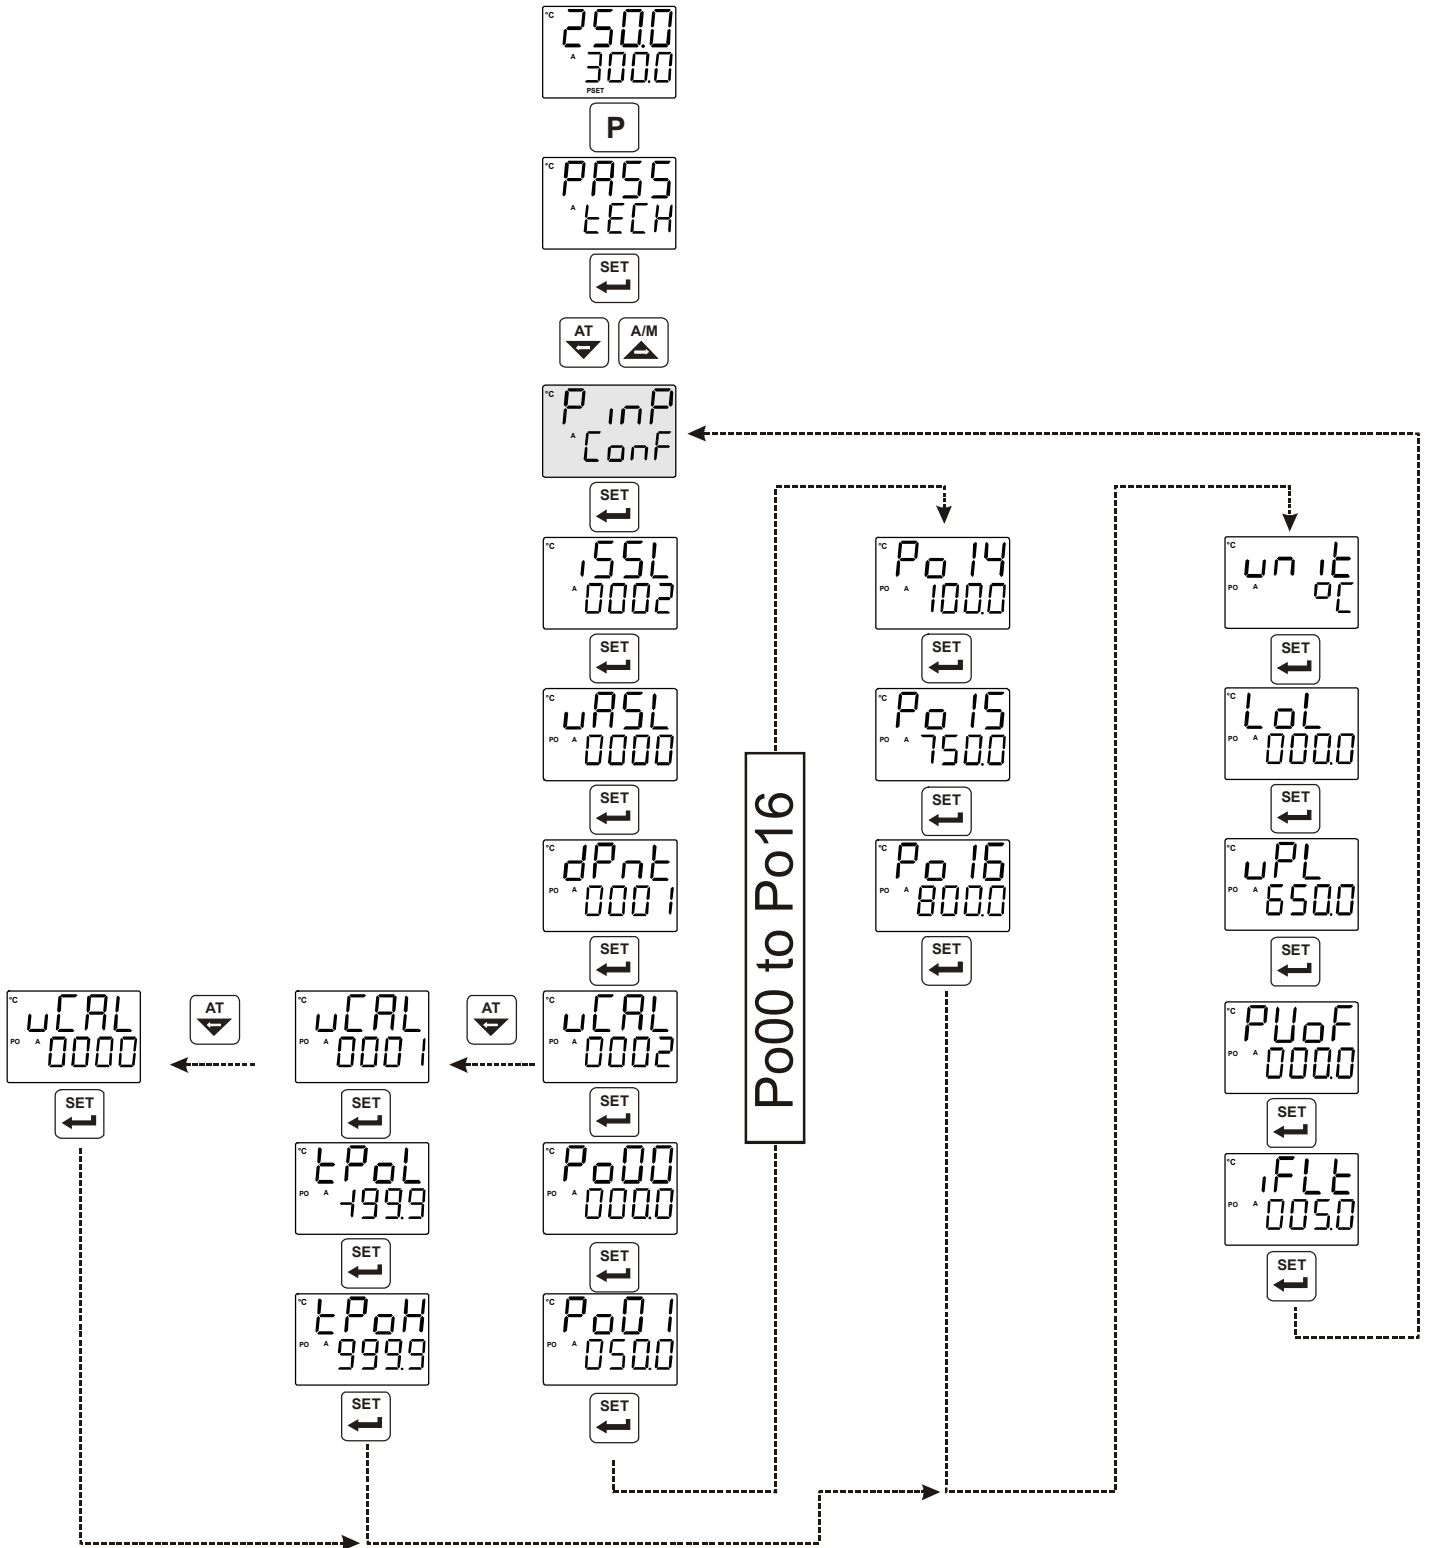 °C
250.0
A
300.0
PSET
P
°C
PASS
A
tECH
SET
AT
A/M
°C
P inP
A
ConF
SET
°C
iSSL
A
0002
SET
°C
uASL
PO A
0000
SET
°C
dPnt
PO A
0001
SET
°C
uCAL
PO A
0002
SET
°C
Po00
PO A
000.0
SET
°C
Po01
PO A
050.0
SET
AT
°C
uCAL
PO A
0001
SET
°C
tPoL
PO A
-199.9
SET
°C
tPoH
PO A
999.9
SET
AT
°C
uCAL
PO A
0000
SET
Po00 to Po16
°C
Po14
PO A
100.0
SET
°C
Po15
PO A
750.0
SET
°C
Po16
PO A
800.0
SET
°C
unit
PO A
°C
SET
°C
LoL
PO A
000.0
SET
°C
uPL
PO A
650.0
SET
°C
PUoF
PO A
000.0
SET
°C
iFLt
PO A
005.0
SET